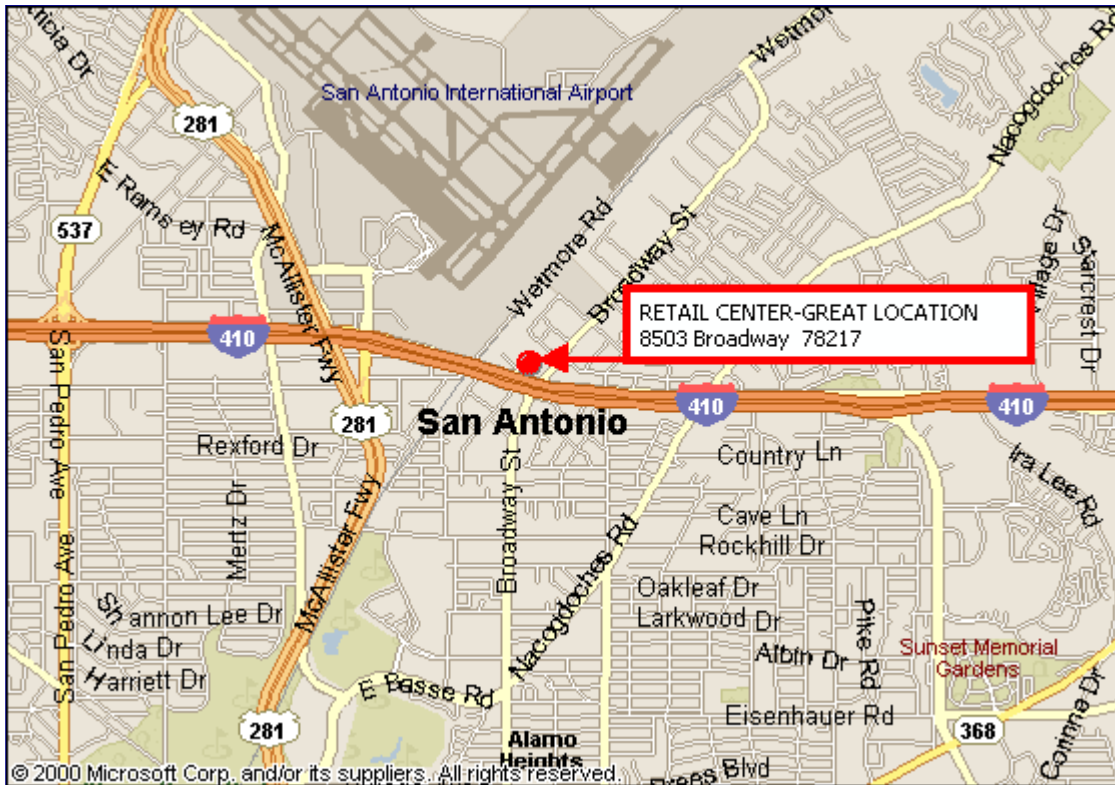 tricia Dr
Wetmore
Nacogdoches Rd
San Antonio International Airport
281
E Ramsey Rd
537
McAllister Fwy
Wetmore Rd
Broadway St
Village Dr
Starcrest Dr
RETAIL CENTER-GREAT LOCATION
8503 Broadway 78217
410
San Pedro Ave
410
410
281
San Antonio
Rexford Dr
Country Ln
Ira Lee Rd
Mertz Dr
McAllister Fwy
Broadway St
Nacogdoches Rd
Cave Ln
Rockhill Dr
Oakleaf Dr
Larkwood Dr
Shannon Lee Dr
Linda Dr
Harriett Dr
San Pedro Ave
Albin Dr
Pike Rd
Sunset Memorial
Gardens
E Basse Rd
Eisenhauer Rd
281
368
Corinne Dr
Alamo
Heights
Brees Blvd
© 2000 Microsoft Corp. and/or its suppliers. All rights reserved.